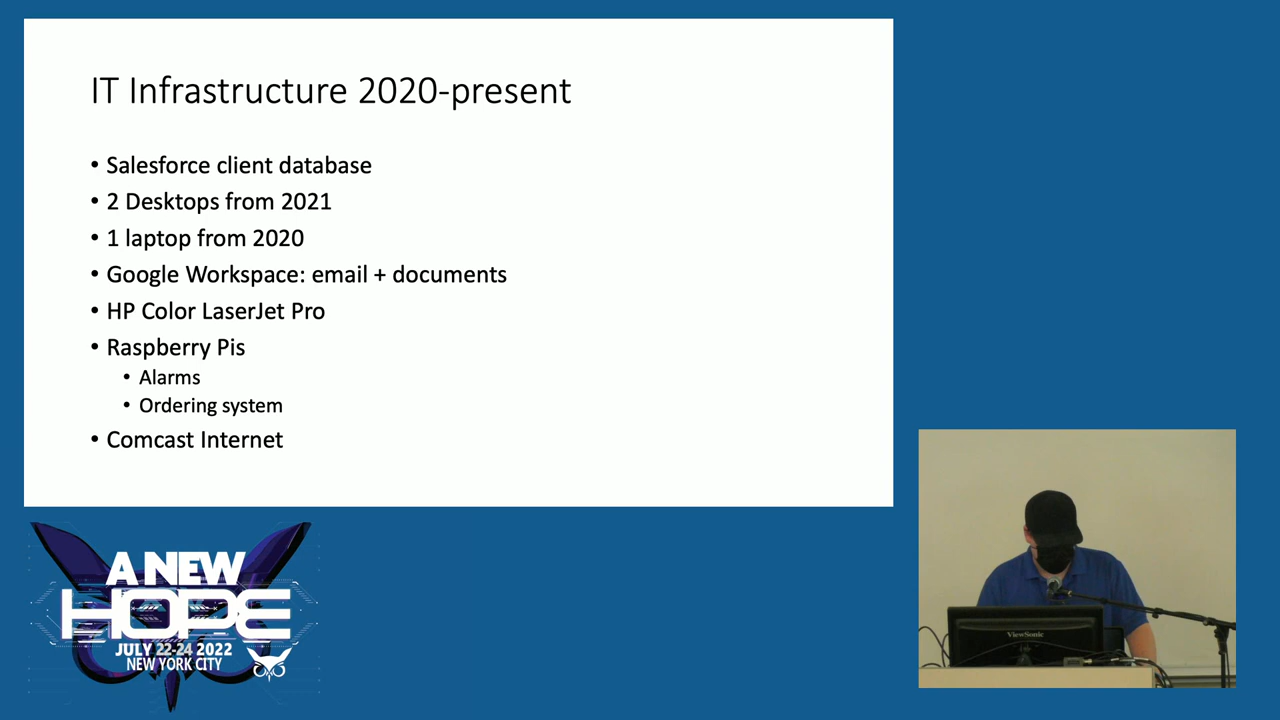 IT Infrastructure 2020-present
• Salesforce client database
• 2 Desktops from 2021
• 1 laptop from 2020
• Google Workspace: email + documents
• HP Color LaserJet Pro
• Raspberry Pis
• Alarms
• Ordering system
• Comcast Internet
A NEW
HOPE
JULY 22-24 2022
NEW YORK CITY
ViewSonic